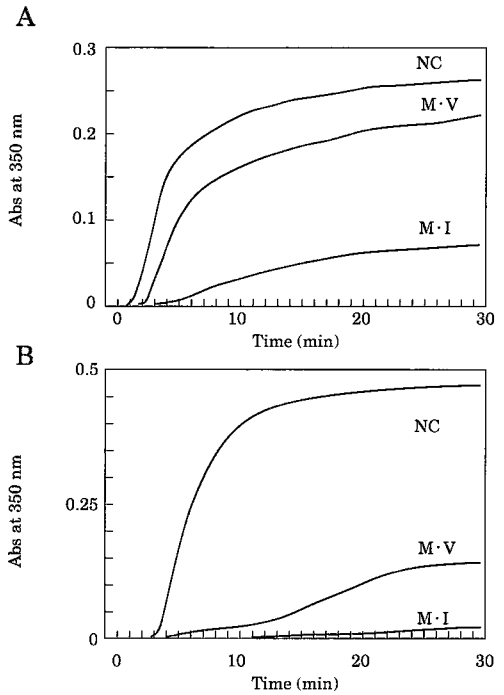 A
0.3
NC
M·V
0.2
Abs at 350 nm
0.1
M·I
0
0 10 20 30
Time (min)
B
0.5
NC
Abs at 350 nm
0.25
M·V
M·I
0
0 10 20 30
Time (min)